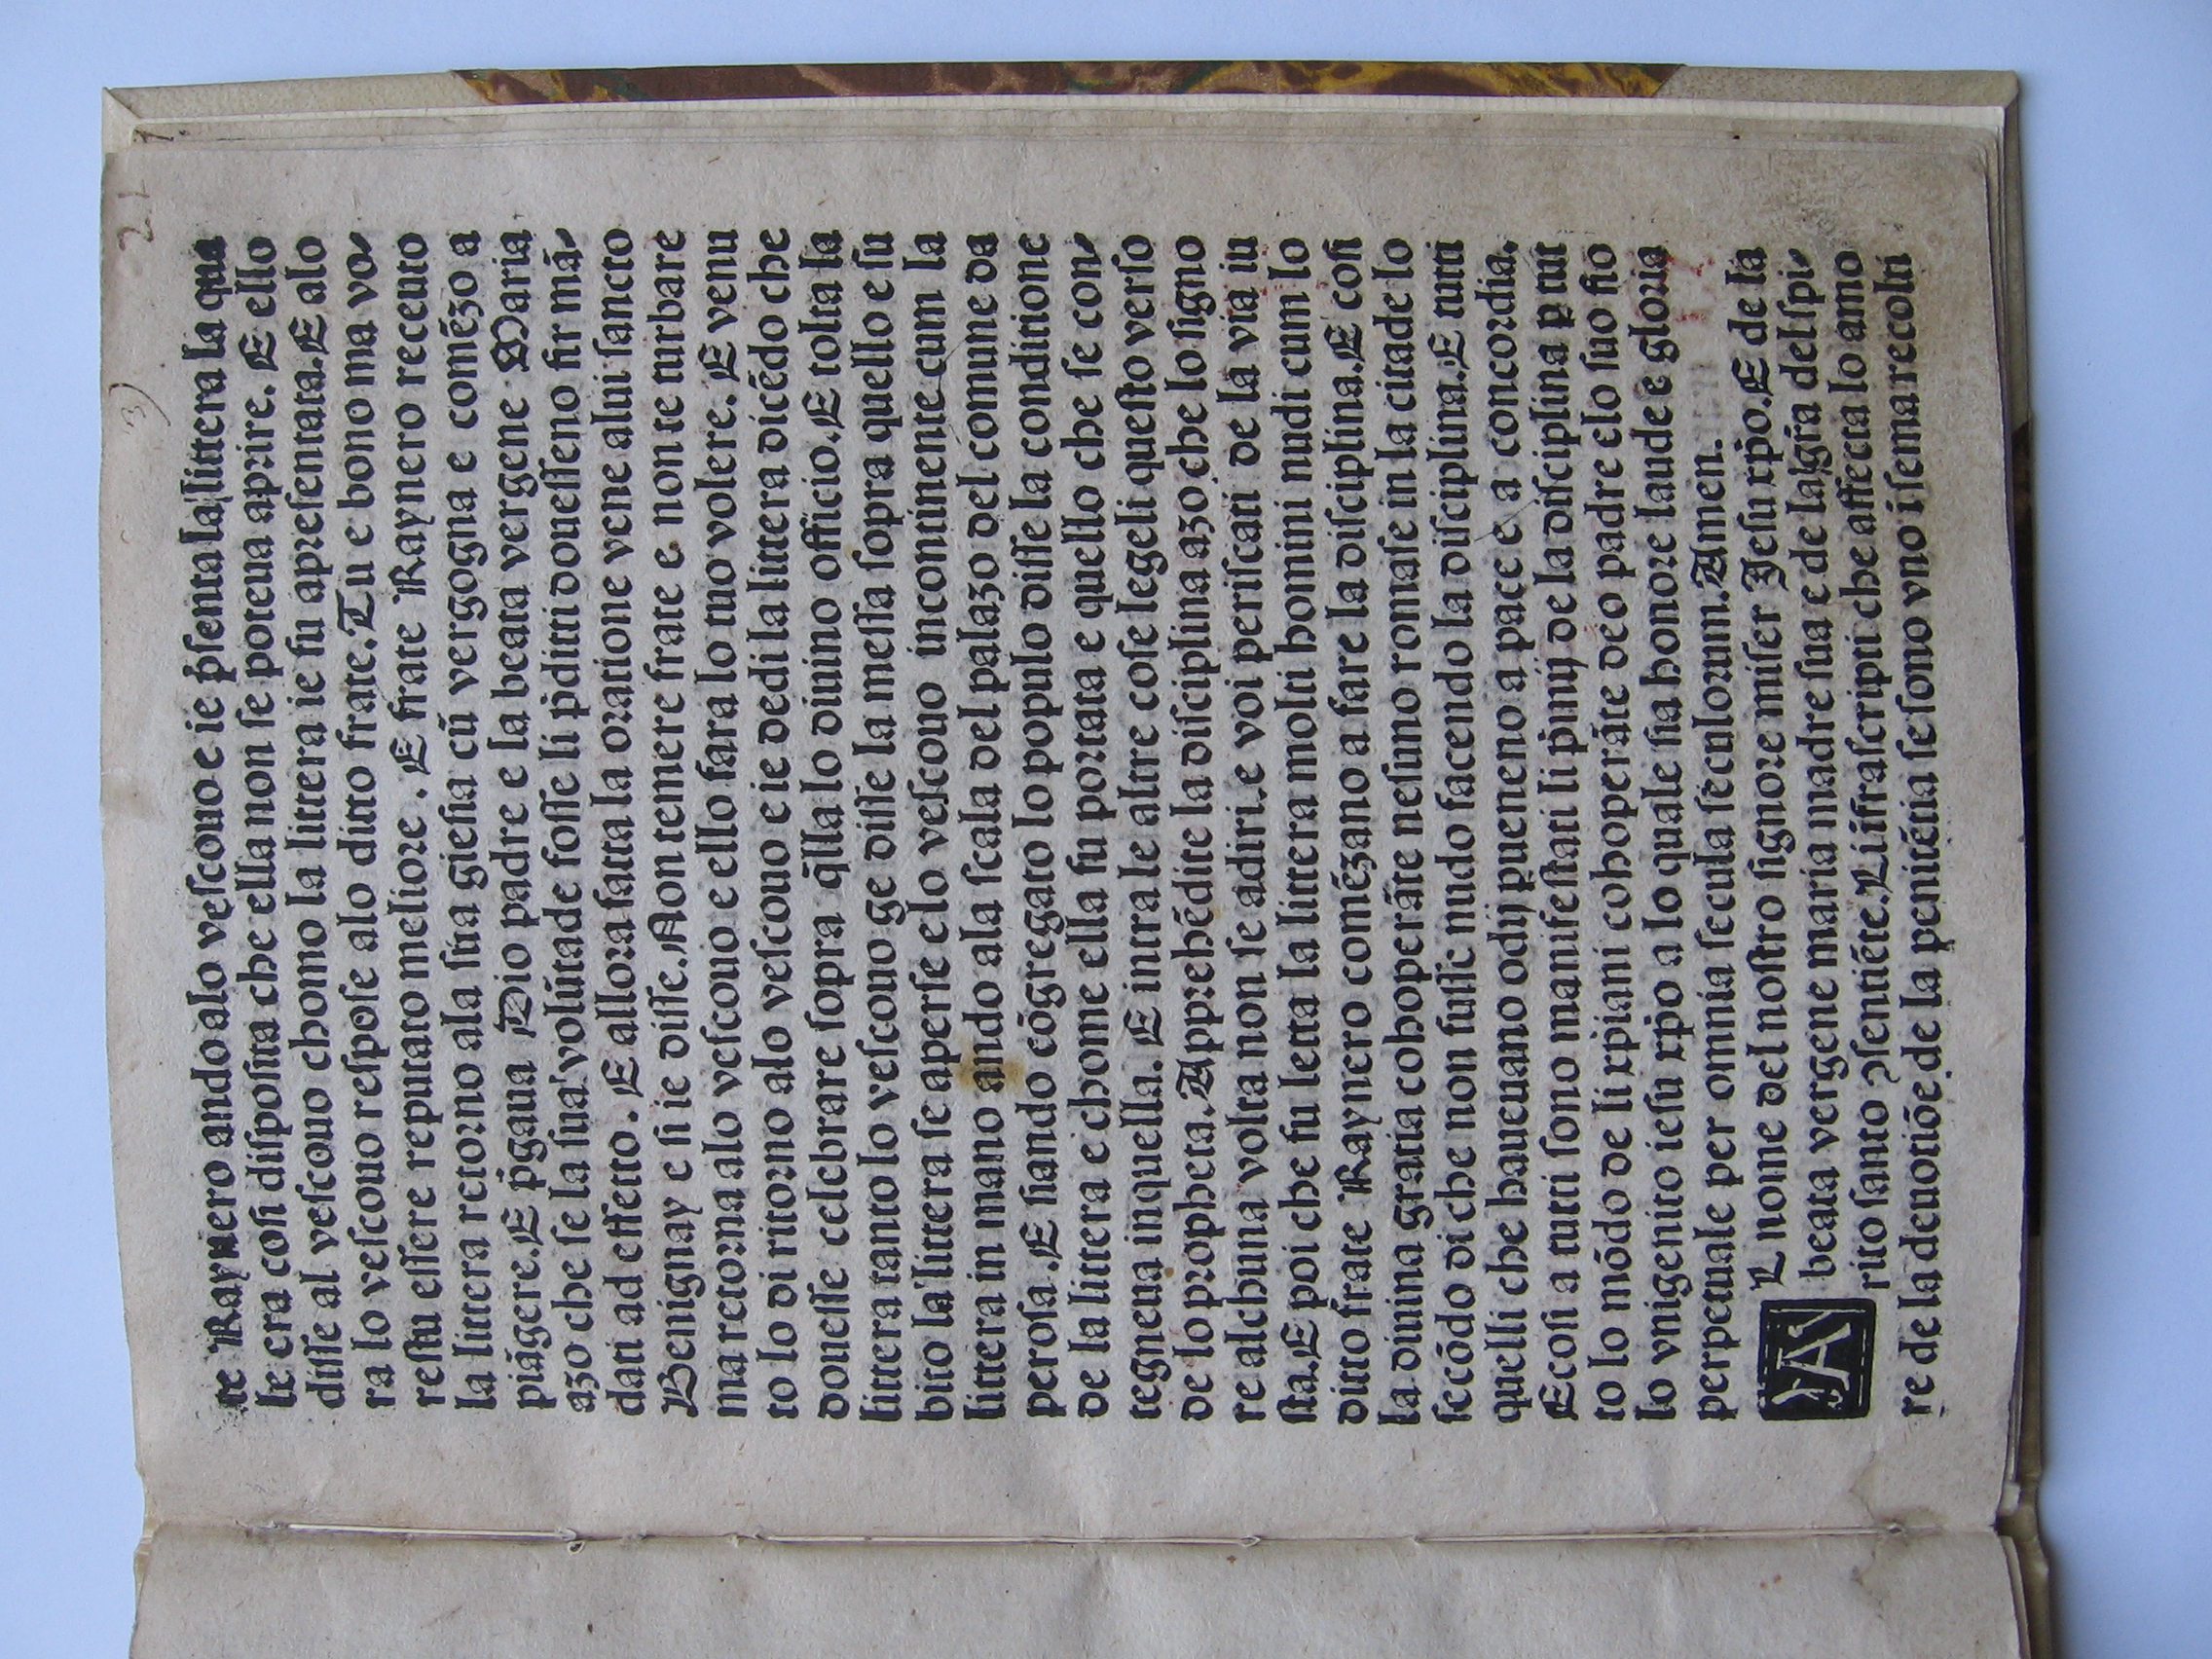 21
3)
te Raynero ando alo veſcouo e ie p̄ſenta la littera la qua
le era coſi diſpoſita che ella non ſe poteua aprire. E ello
diſſe al veſcouo chomo la littera ie fu apreſentata. E alo
ra lo veſcouo reſpoſe alo ditto frate. Tu e bono ma vo-
reſtu eſſere reputato meliore. E frate Raynero receuto
la littera retorno ala ſua gieſia cū vergogna e comēzo a
piāgere. E p̄gaua Dio padre e la beata vergene Maria
azo che ſe la ſua volūtade foſſe li p̄ditti doueſſeno fir mā-
dati ad effetto. E allora fatta la oratione vene alui ſancto
Benignay e ſi ie diſſe. Non temere frate e non te turbare
ma retorna alo veſcouo e ello fara lo tuo volere. E venu
to lo di ritorno alo veſcouo e ie dedi la littera dicēdo che
doueſſe celebrare ſopra q̄lla lo diuino officio. E tolta la
littera tanto lo veſcouo ge diſſe la meſſa ſopra quello e ſu
bito la littera ſe aperſe e lo veſcouo incontinente cum la
littera in mano ando ala ſcala del palazo del comune da
peroſa. E ſiando cōgregato lo populo diſſe la conditione
de la littera e chome ella fu portata e quello che ſe con-
tegneua inquella. E intra le altre coſe legeli queſto verſo
de lo propheta. Apprehēdite la diſciplina azo che lo ſigno
re alchuna volta non ſe adiri. e voi periſcati de la via iu
ſta. E poi che fu letta la littera molti homini nudi cum lo
ditto frate Raynero comēzano a fare la diſciplina. E coſi
la diuina gratia cohoperāte neſuno romaſe in la citade lo
ſecōdo di che non fuſſe nudo facendo la diſciplina. E tutti
quelli che haueuano odij pueneno a pace e a concordia.
Ecoſi a tutti ſono manifeſtati li p̄mij de la diſciplina p tut
to lo mōdo de li xp̄iani cohoperāte deo padre elo ſuo fio
lo vnigenito ieſu xp̄o a lo quale ſia honore laude e gloria
perpetuale per omnia ſecula ſeculorum. Amen.
AL nome del noſtro ſignore miſer Jeſu xp̄o. E de la
beata vergene maria madre ſua e de la gr̄a del ſpi-
rito ſanto ꝯſentiēte. Li īfraſcripti che affecta lo amo
re de la deuotiōe de la penitētia ſe ſono vno ī ſema recolti